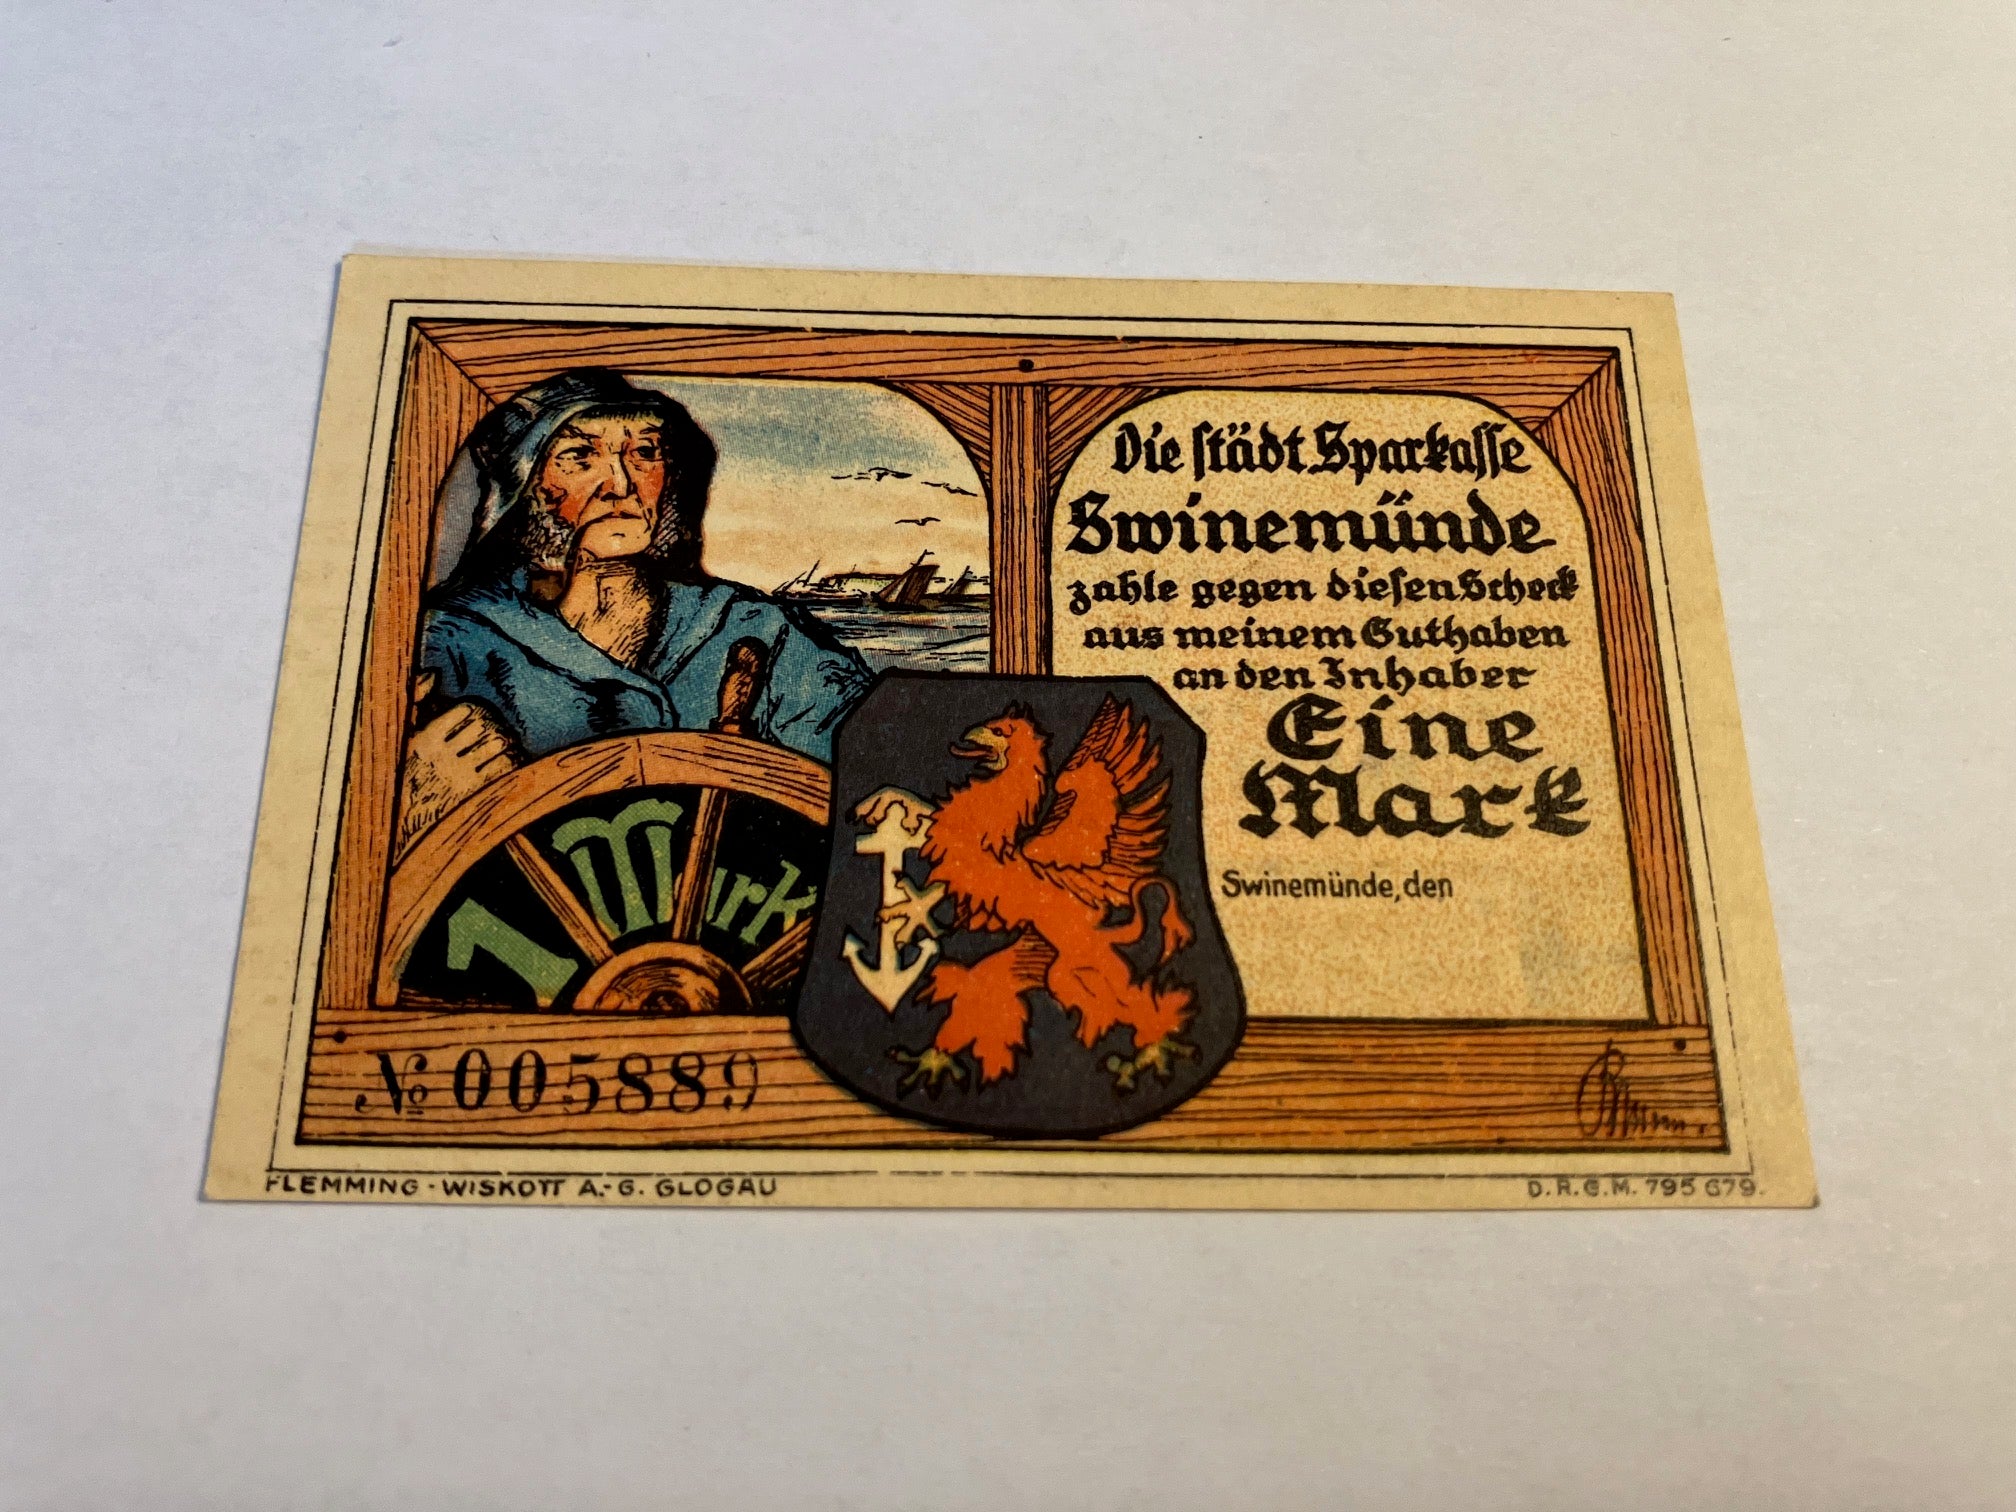 Die städt. Sparkasse
Swinemünde
zahle gegen diesen Scheck
aus meinem Guthaben
an den Inhaber
Eine
Mark
Swinemünde, den
1 Mark
№ 005889
FLEMMING - WISKOTT A.-G. GLOGAU
D.R.G.M. 795 679.